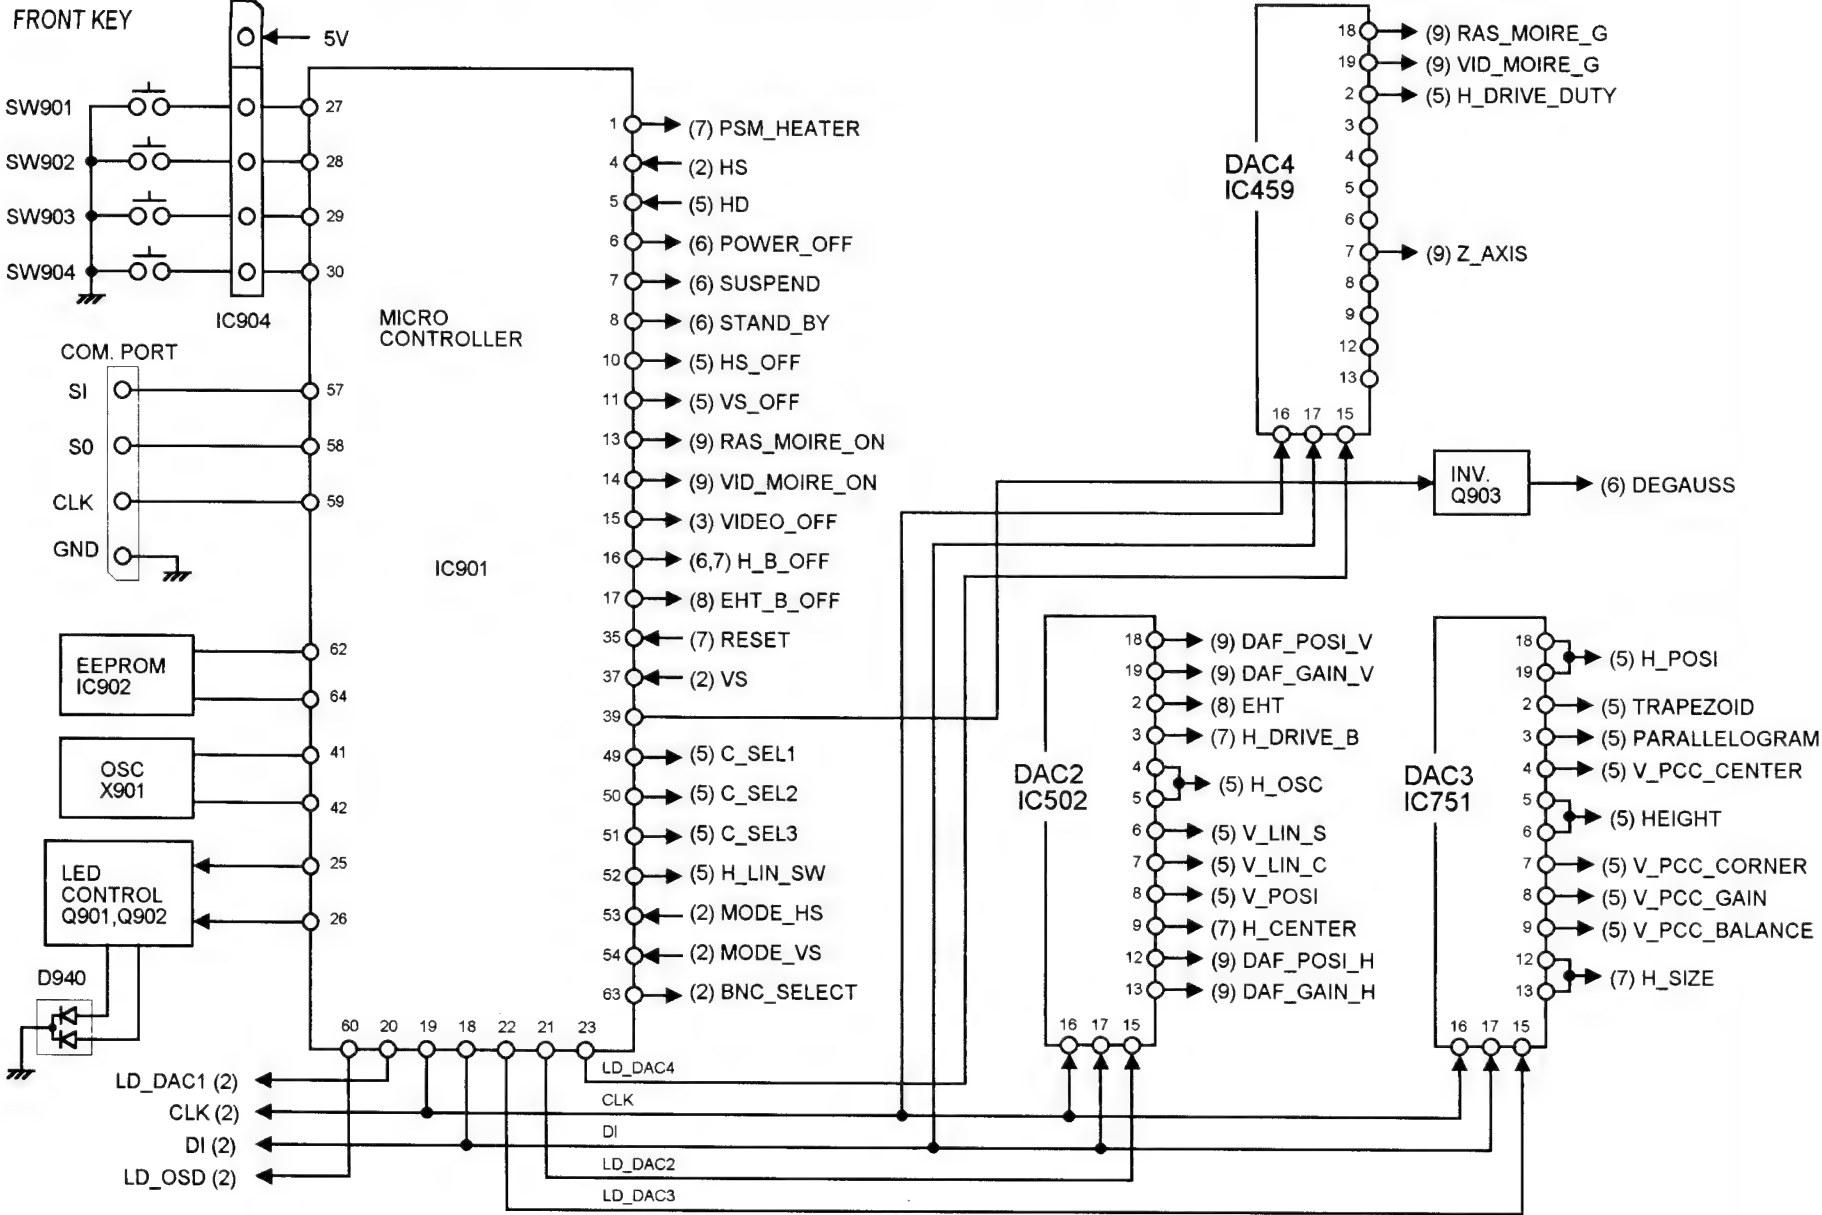 FRONT KEY
5V
SW901
27
SW902
28
SW903
29
SW904
30
IC904
COM. PORT
SI
57
S0
58
CLK
59
GND
EEPROM
IC902
62
64
OSC
X901
41
42
LED
CONTROL
Q901,Q902
25
26
D940
MICRO
CONTROLLER
IC901
1 (7) PSM_HEATER
4 (2) HS
5 (5) HD
6 (6) POWER_OFF
7 (6) SUSPEND
8 (6) STAND_BY
10 (5) HS_OFF
11 (5) VS_OFF
13 (9) RAS_MOIRE_ON
14 (9) VID_MOIRE_ON
15 (3) VIDEO_OFF
16 (6,7) H_B_OFF
17 (8) EHT_B_OFF
35 (7) RESET
37 (2) VS
39
49 (5) C_SEL1
50 (5) C_SEL2
51 (5) C_SEL3
52 (5) H_LIN_SW
53 (2) MODE_HS
54 (2) MODE_VS
63 (2) BNC_SELECT
60 20 19 18 22 21 23
LD_DAC1 (2)
CLK (2)
DI (2)
LD_OSD (2)
LD_DAC4
CLK
DI
LD_DAC2
LD_DAC3
DAC4
IC459
18 (9) RAS_MOIRE_G
19 (9) VID_MOIRE_G
2 (5) H_DRIVE_DUTY
3
4
5
6
7 (9) Z_AXIS
8
9
12
13
16 17 15
INV.
Q903
(6) DEGAUSS
DAC2
IC502
18 (9) DAF_POSI_V
19 (9) DAF_GAIN_V
2 (8) EHT
3 (7) H_DRIVE_B
4
5
(5) H_OSC
6 (5) V_LIN_S
7 (5) V_LIN_C
8 (5) V_POSI
9 (7) H_CENTER
12 (9) DAF_POSI_H
13 (9) DAF_GAIN_H
16 17 15
DAC3
IC751
18
19
(5) H_POSI
2 (5) TRAPEZOID
3 (5) PARALLELOGRAM
4 (5) V_PCC_CENTER
5
6
(5) HEIGHT
7 (5) V_PCC_CORNER
8 (5) V_PCC_GAIN
9 (5) V_PCC_BALANCE
12
13
(7) H_SIZE
16 17 15